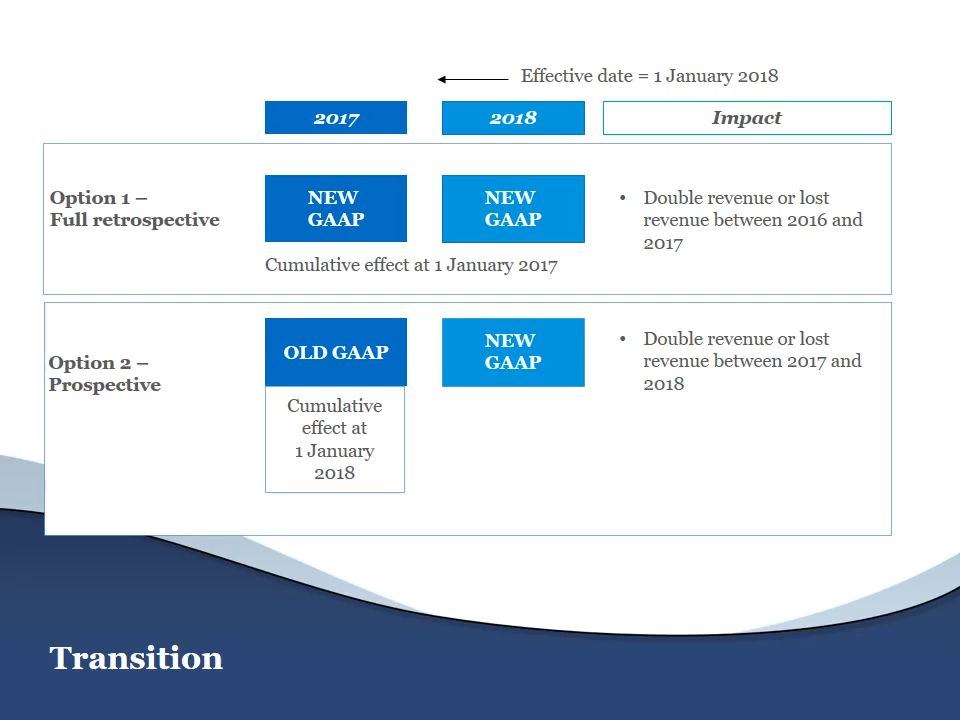 Effective date = 1 January 2018
2017
2018
Impact
Option 1 –
Full retrospective
NEW
GAAP
NEW
GAAP
• Double revenue or lost
revenue between 2016 and
2017
Cumulative effect at 1 January 2017
Option 2 –
Prospective
OLD GAAP
NEW
GAAP
• Double revenue or lost
revenue between 2017 and
2018
Cumulative
effect at
1 January
2018
Transition